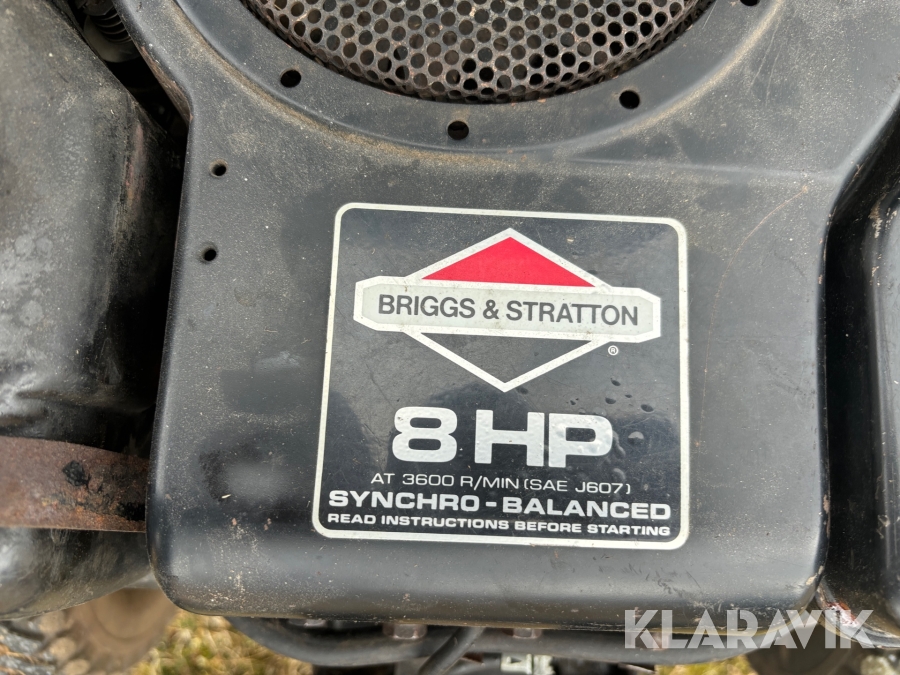 BRIGGS & STRATTON
®
8 HP
AT 3600 R/MIN (SAE J607)
SYNCHRO-BALANCED
READ INSTRUCTIONS BEFORE STARTING
KLARAVIK